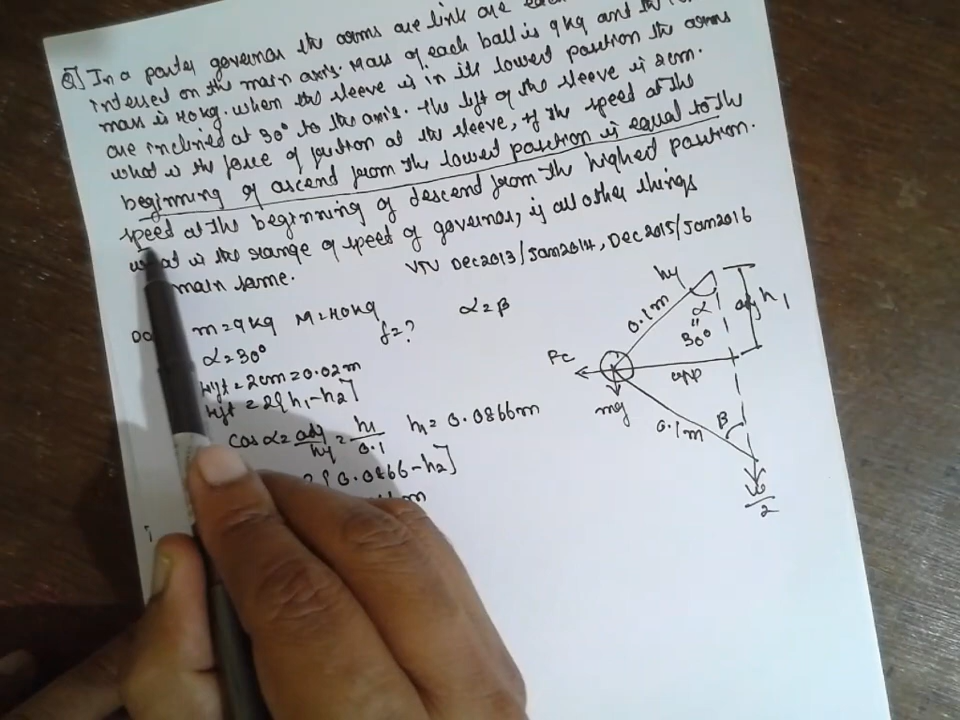 Q] In a porter governor the arms are link are each
intersed on the main axis. Mass of each ball is 9kg and the
mass is 40kg. when the sleeve is in its lowest position the arms
are inclined at 30° to the axis. The lift of the sleeve is 2cm.
what is the force of friction at the sleeve, if the speed at the
beginning of ascend from the lowest position is equal to the
speed at the beginning of descend from the highest position.
what is the range of speed of governor, if all other things
main same. VTU Dec2013/Jan2014, Dec2015/Jan2016
m=9kg M=40kg α=β
α=30° f=?
Lift = 2cm = 0.02m
Lift = 2[h1-h2]
cos α = adj/hy = h1/0.1 h1 = 0.0866m
2[0.0866-h2]
m
hy
0.1m
α
=
30°
adj
h1
Fc
opp
mg
0.1m
β
w/2